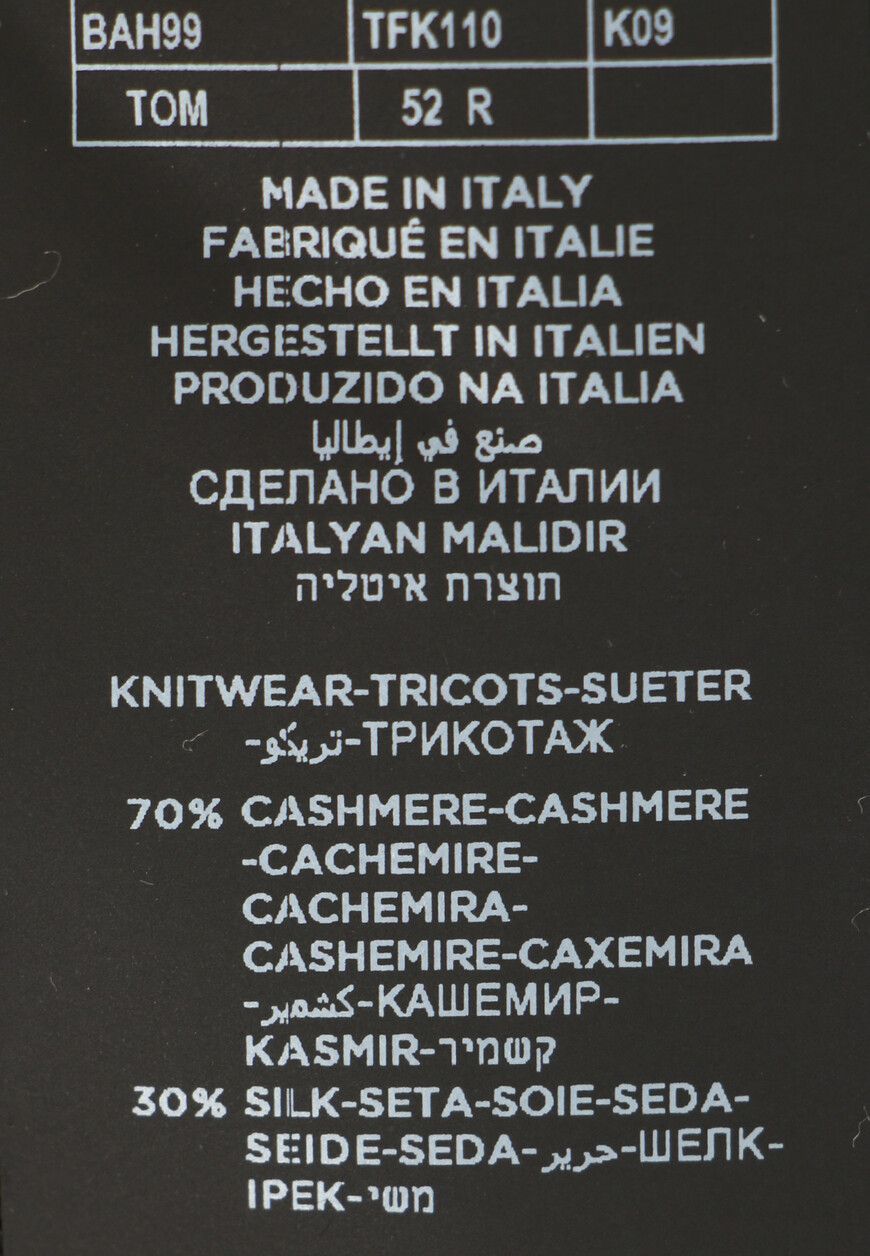 BAH99 TFK110 K09
TOM 52 R
MADE IN ITALY
FABRIQUÉ EN ITALIE
HECHO EN ITALIA
HERGESTELLT IN ITALIEN
PRODUZIDO NA ITALIA
صنع في إيطاليا
СДЕЛАНО В ИТАЛИИ
ITALYAN MALIDIR
תוצרת איטליה
KNITWEAR-TRICOTS-SUETER
-تريكو-ТРИКОТАЖ
70% CASHMERE-CASHMERE
-CACHEMIRE-
CACHEMIRA-
CASHEMIRE-CAXEMIRA
-كشمير-КАШЕМИР-
KASMIR-קשמיר
30% SILK-SETA-SOIE-SEDA-
SEIDE-SEDA-حرير-ШЕЛК-
IPEK-משי